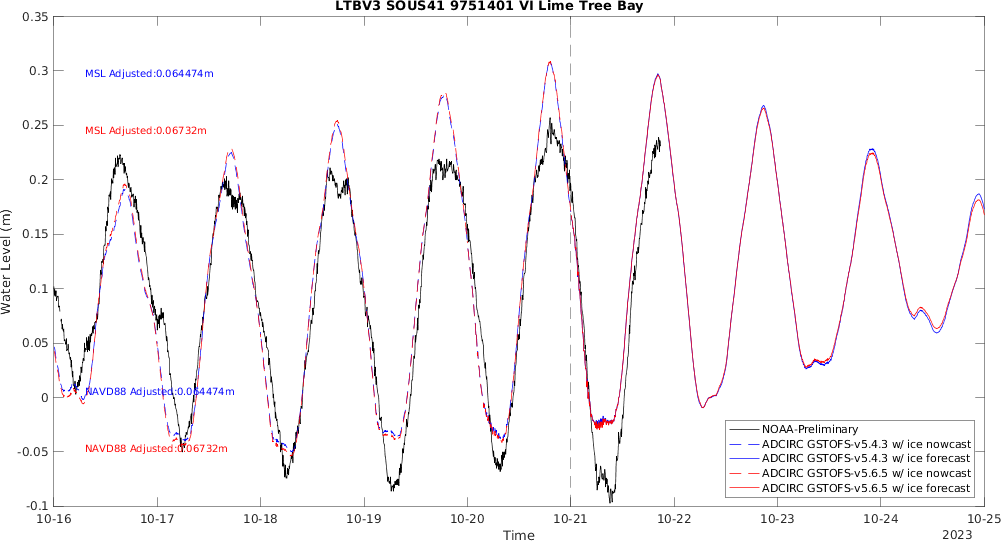 LTBV3 SOUS41 9751401 VI Lime Tree Bay
0.35
0.3
0.25
0.2
0.15
0.1
0.05
0
-0.05
-0.1
Water Level (m)
MSL Adjusted:0.064474m
MSL Adjusted:0.06732m
NAVD88 Adjusted:0.064474m
NAVD88 Adjusted:0.06732m
NOAA-Preliminary
ADCIRC GSTOFS-v5.4.3 w/ ice nowcast
ADCIRC GSTOFS-v5.4.3 w/ ice forecast
ADCIRC GSTOFS-v5.6.5 w/ ice nowcast
ADCIRC GSTOFS-v5.6.5 w/ ice forecast
10-16 10-17 10-18 10-19 10-20 10-21 10-22 10-23 10-24 10-25
Time
2023